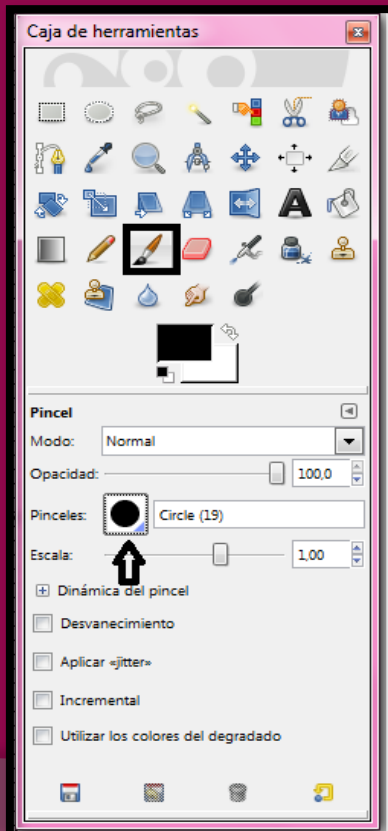 Caja de herramientas
Pincel
Modo: Normal
Opacidad: 100,0
Pinceles: Circle (19)
Escala: 1,00
Dinámica del pincel
Desvanecimiento
Aplicar «jitter»
Incremental
Utilizar los colores del degradado